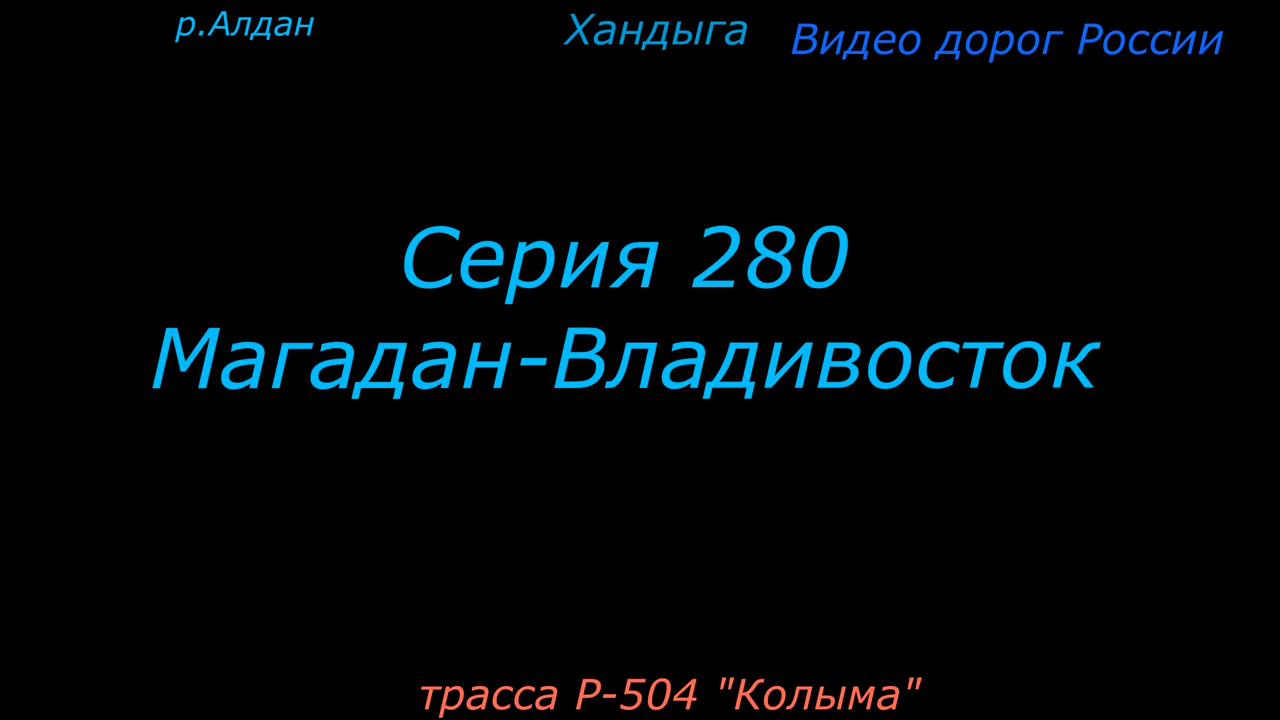 р.Алдан
Хандыга
Видео дорог России
Серия 280
Магадан-Владивосток
трасса Р-504 "Колыма"